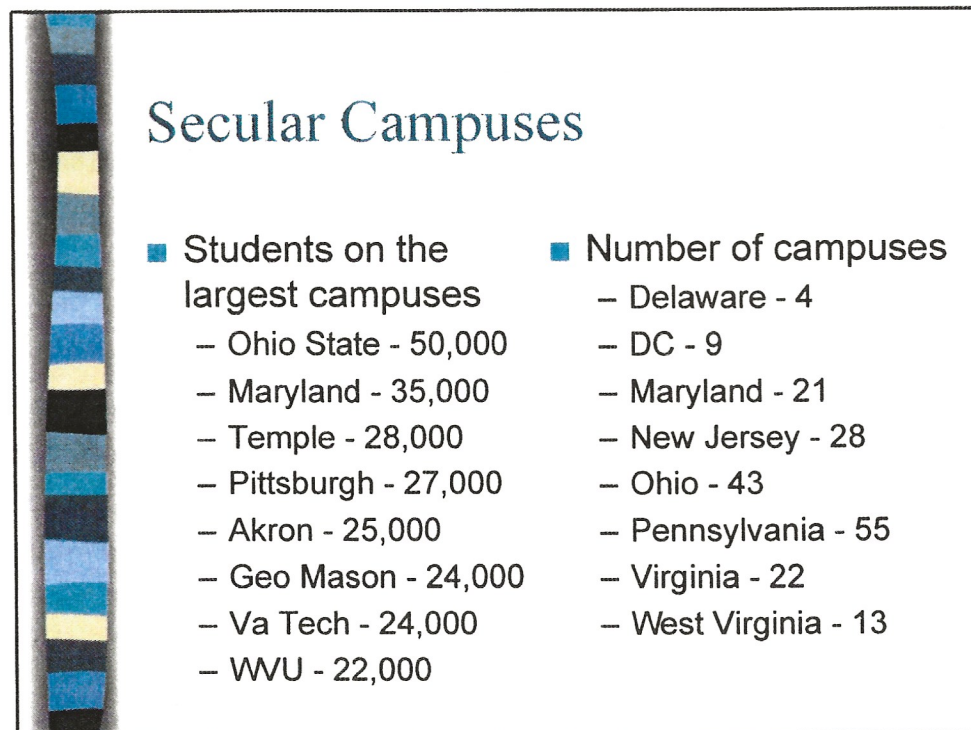 Secular Campuses
■ Students on the
largest campuses
– Ohio State - 50,000
– Maryland - 35,000
– Temple - 28,000
– Pittsburgh - 27,000
– Akron - 25,000
– Geo Mason - 24,000
– Va Tech - 24,000
– WVU - 22,000
■ Number of campuses
– Delaware - 4
– DC - 9
– Maryland - 21
– New Jersey - 28
– Ohio - 43
– Pennsylvania - 55
– Virginia - 22
– West Virginia - 13